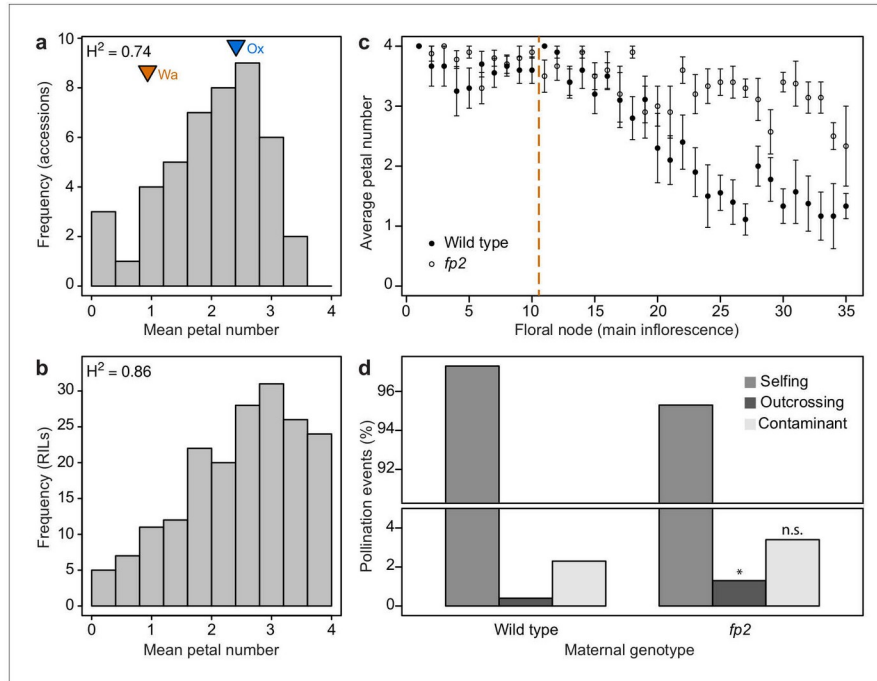 a
H² = 0.74
Wa
Ox
10
8
6
4
2
0
Frequency (accessions)
0 1 2 3 4
Mean petal number
b
H² = 0.86
30
25
20
15
10
5
0
Frequency (RILs)
0 1 2 3 4
Mean petal number
c
4
3
2
1
0
Average petal number
Wild type
fp2
0 5 10 15 20 25 30 35
Floral node (main inflorescence)
d
96
94
92
4
2
0
Pollination events (%)
Selfing
Outcrossing
Contaminant
*
n.s.
Wild type fp2
Maternal genotype